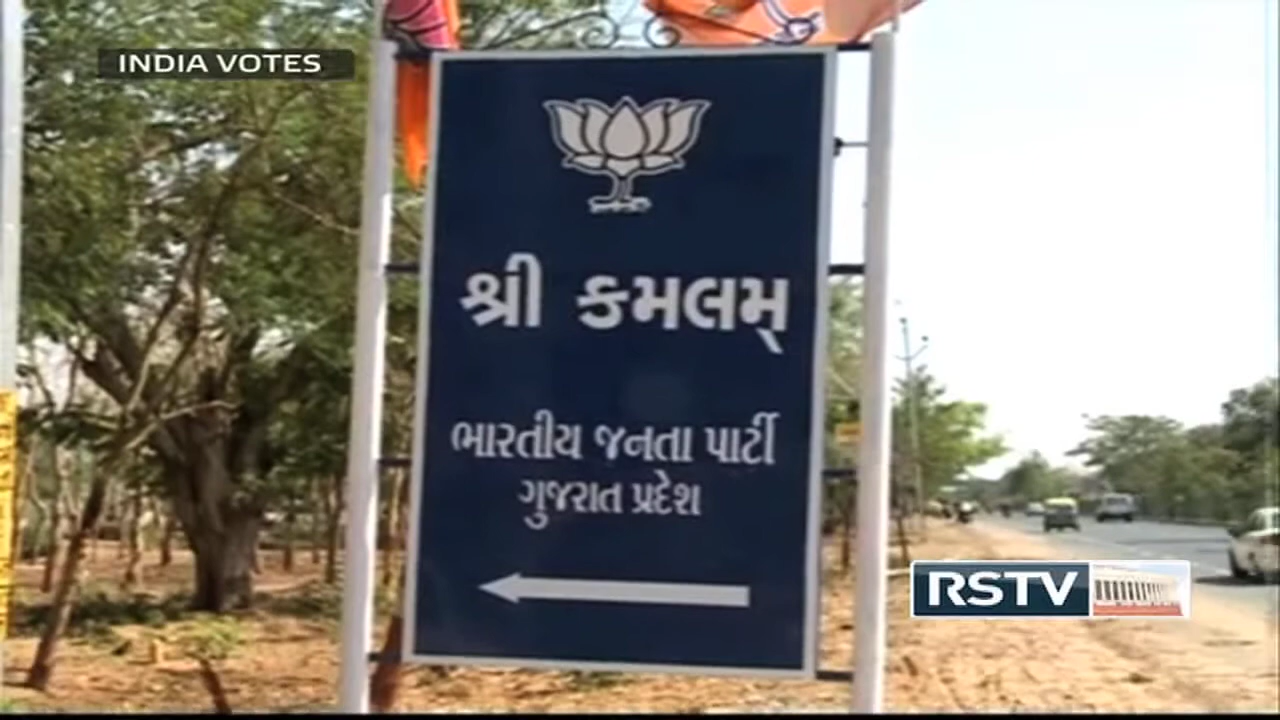 INDIA VOTES
શ્રી કમલમ્
ભારતીય જનતા પાર્ટી
ગુજરાત પ્રદેશ
RSTV